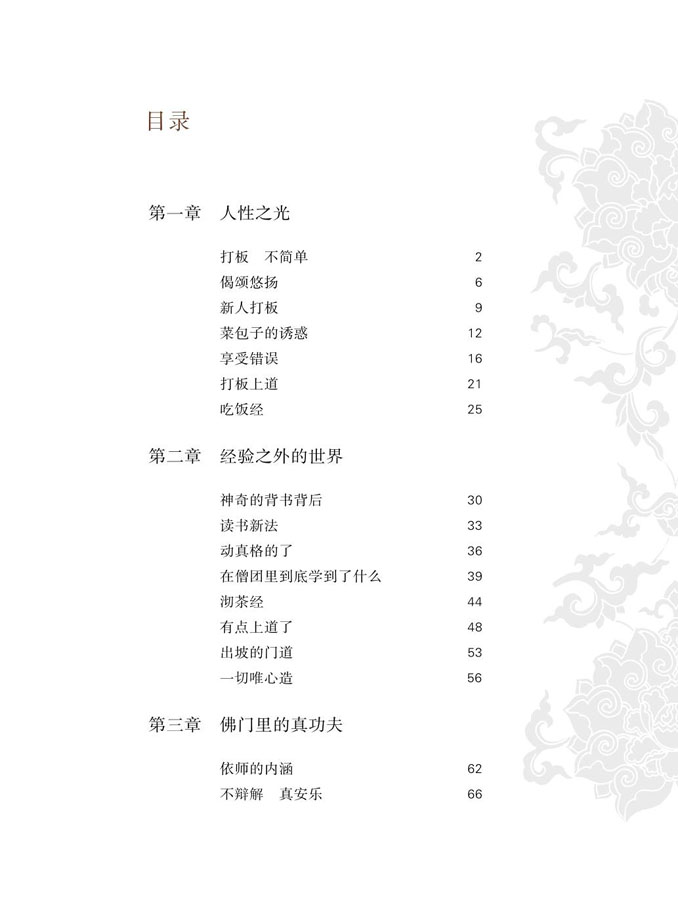 目录
第一章 人性之光
打板 不简单 2
偈颂悠扬 6
新人打板 9
菜包子的诱惑 12
享受错误 16
打板上道 21
吃饭经 25
第二章 经验之外的世界
神奇的背书背后 30
读书新法 33
动真格的了 36
在僧团里到底学到了什么 39
沏茶经 44
有点上道了 48
出坡的门道 53
一切唯心造 56
第三章 佛门里的真功夫
依师的内涵 62
不辩解 真安乐 66